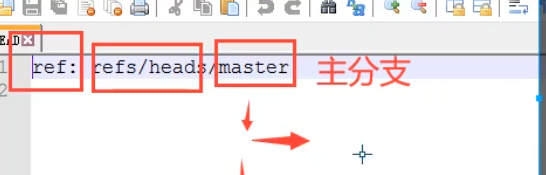 ref: refs/heads/master 主分支
1
2